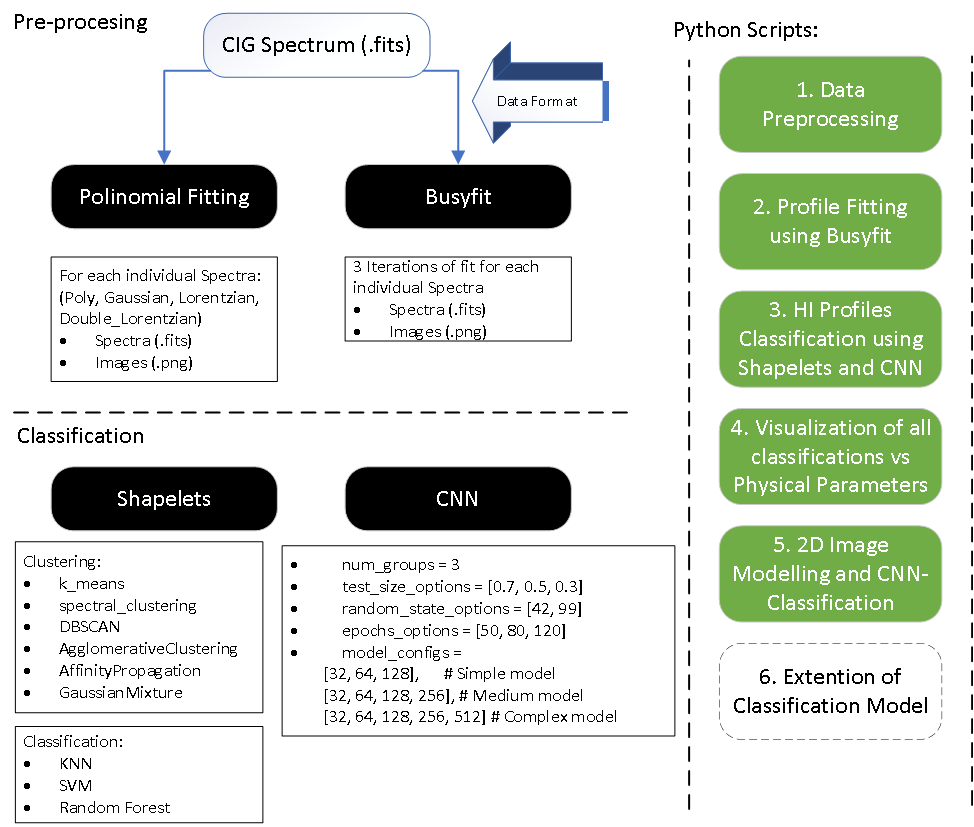 Pre-procesing
CIG Spectrum (.fits)
Data Format
Polinomial Fitting
Busyfit
For each individual Spectra:
(Poly, Gaussian, Lorentzian,
Double_Lorentzian)
• Spectra (.fits)
• Images (.png)
3 Iterations of fit for each
individual Spectra
• Spectra (.fits)
• Images (.png)
Classification
Shapelets
CNN
Clustering:
• k_means
• spectral_clustering
• DBSCAN
• AgglomerativeClustering
• AffinityPropagation
• GaussianMixture
Classification:
• KNN
• SVM
• Random Forest
• num_groups = 3
• test_size_options = [0.7, 0.5, 0.3]
• random_state_options = [42, 99]
• epochs_options = [50, 80, 120]
• model_configs =
[32, 64, 128], # Simple model
[32, 64, 128, 256], # Medium model
[32, 64, 128, 256, 512] # Complex model
Python Scripts:
1. Data
Preprocessing
2. Profile Fitting
using Busyfit
3. HI Profiles
Classification using
Shapelets and CNN
4. Visualization of all
classifications vs
Physical Parameters
5. 2D Image
Modelling and CNN-
Classification
6. Extention of
Classification Model